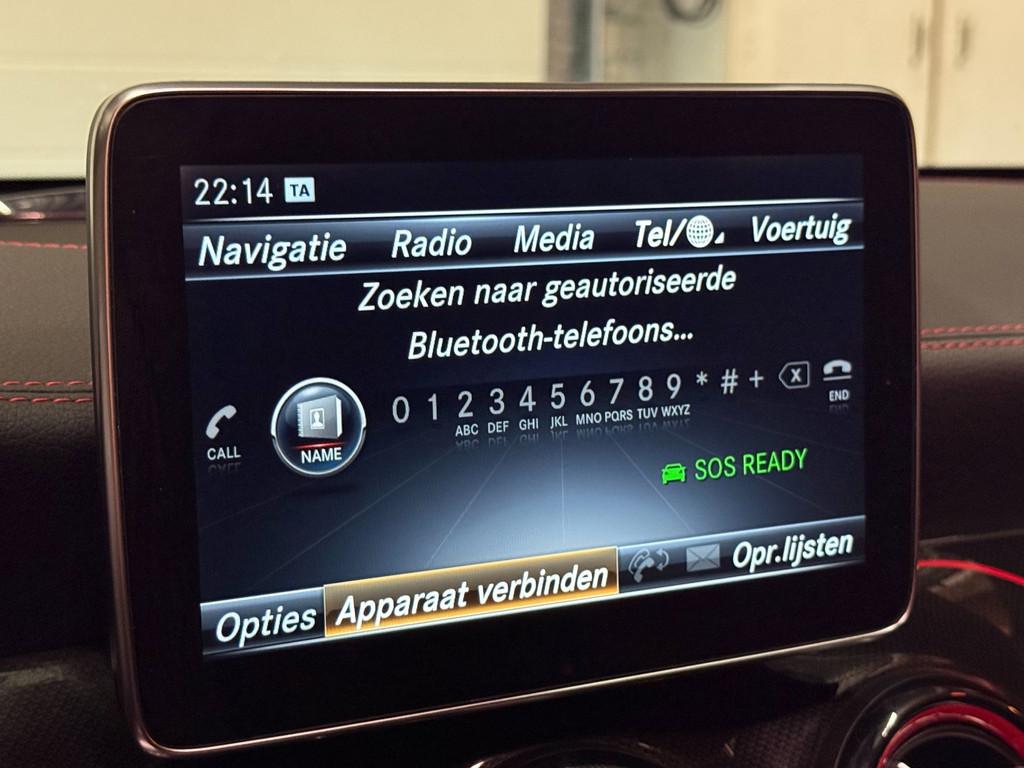 22:14 TA
Navigatie Radio Media Tel/ Voertuig
Zoeken naar geautoriseerde
Bluetooth-telefoons...
0 1 2 3 4 5 6 7 8 9 * # + X
ABC DEF GHI JKL MNO PQRS TUV WXYZ
CALL NAME END
SOS READY
Opties Apparaat verbinden Opr.lijsten